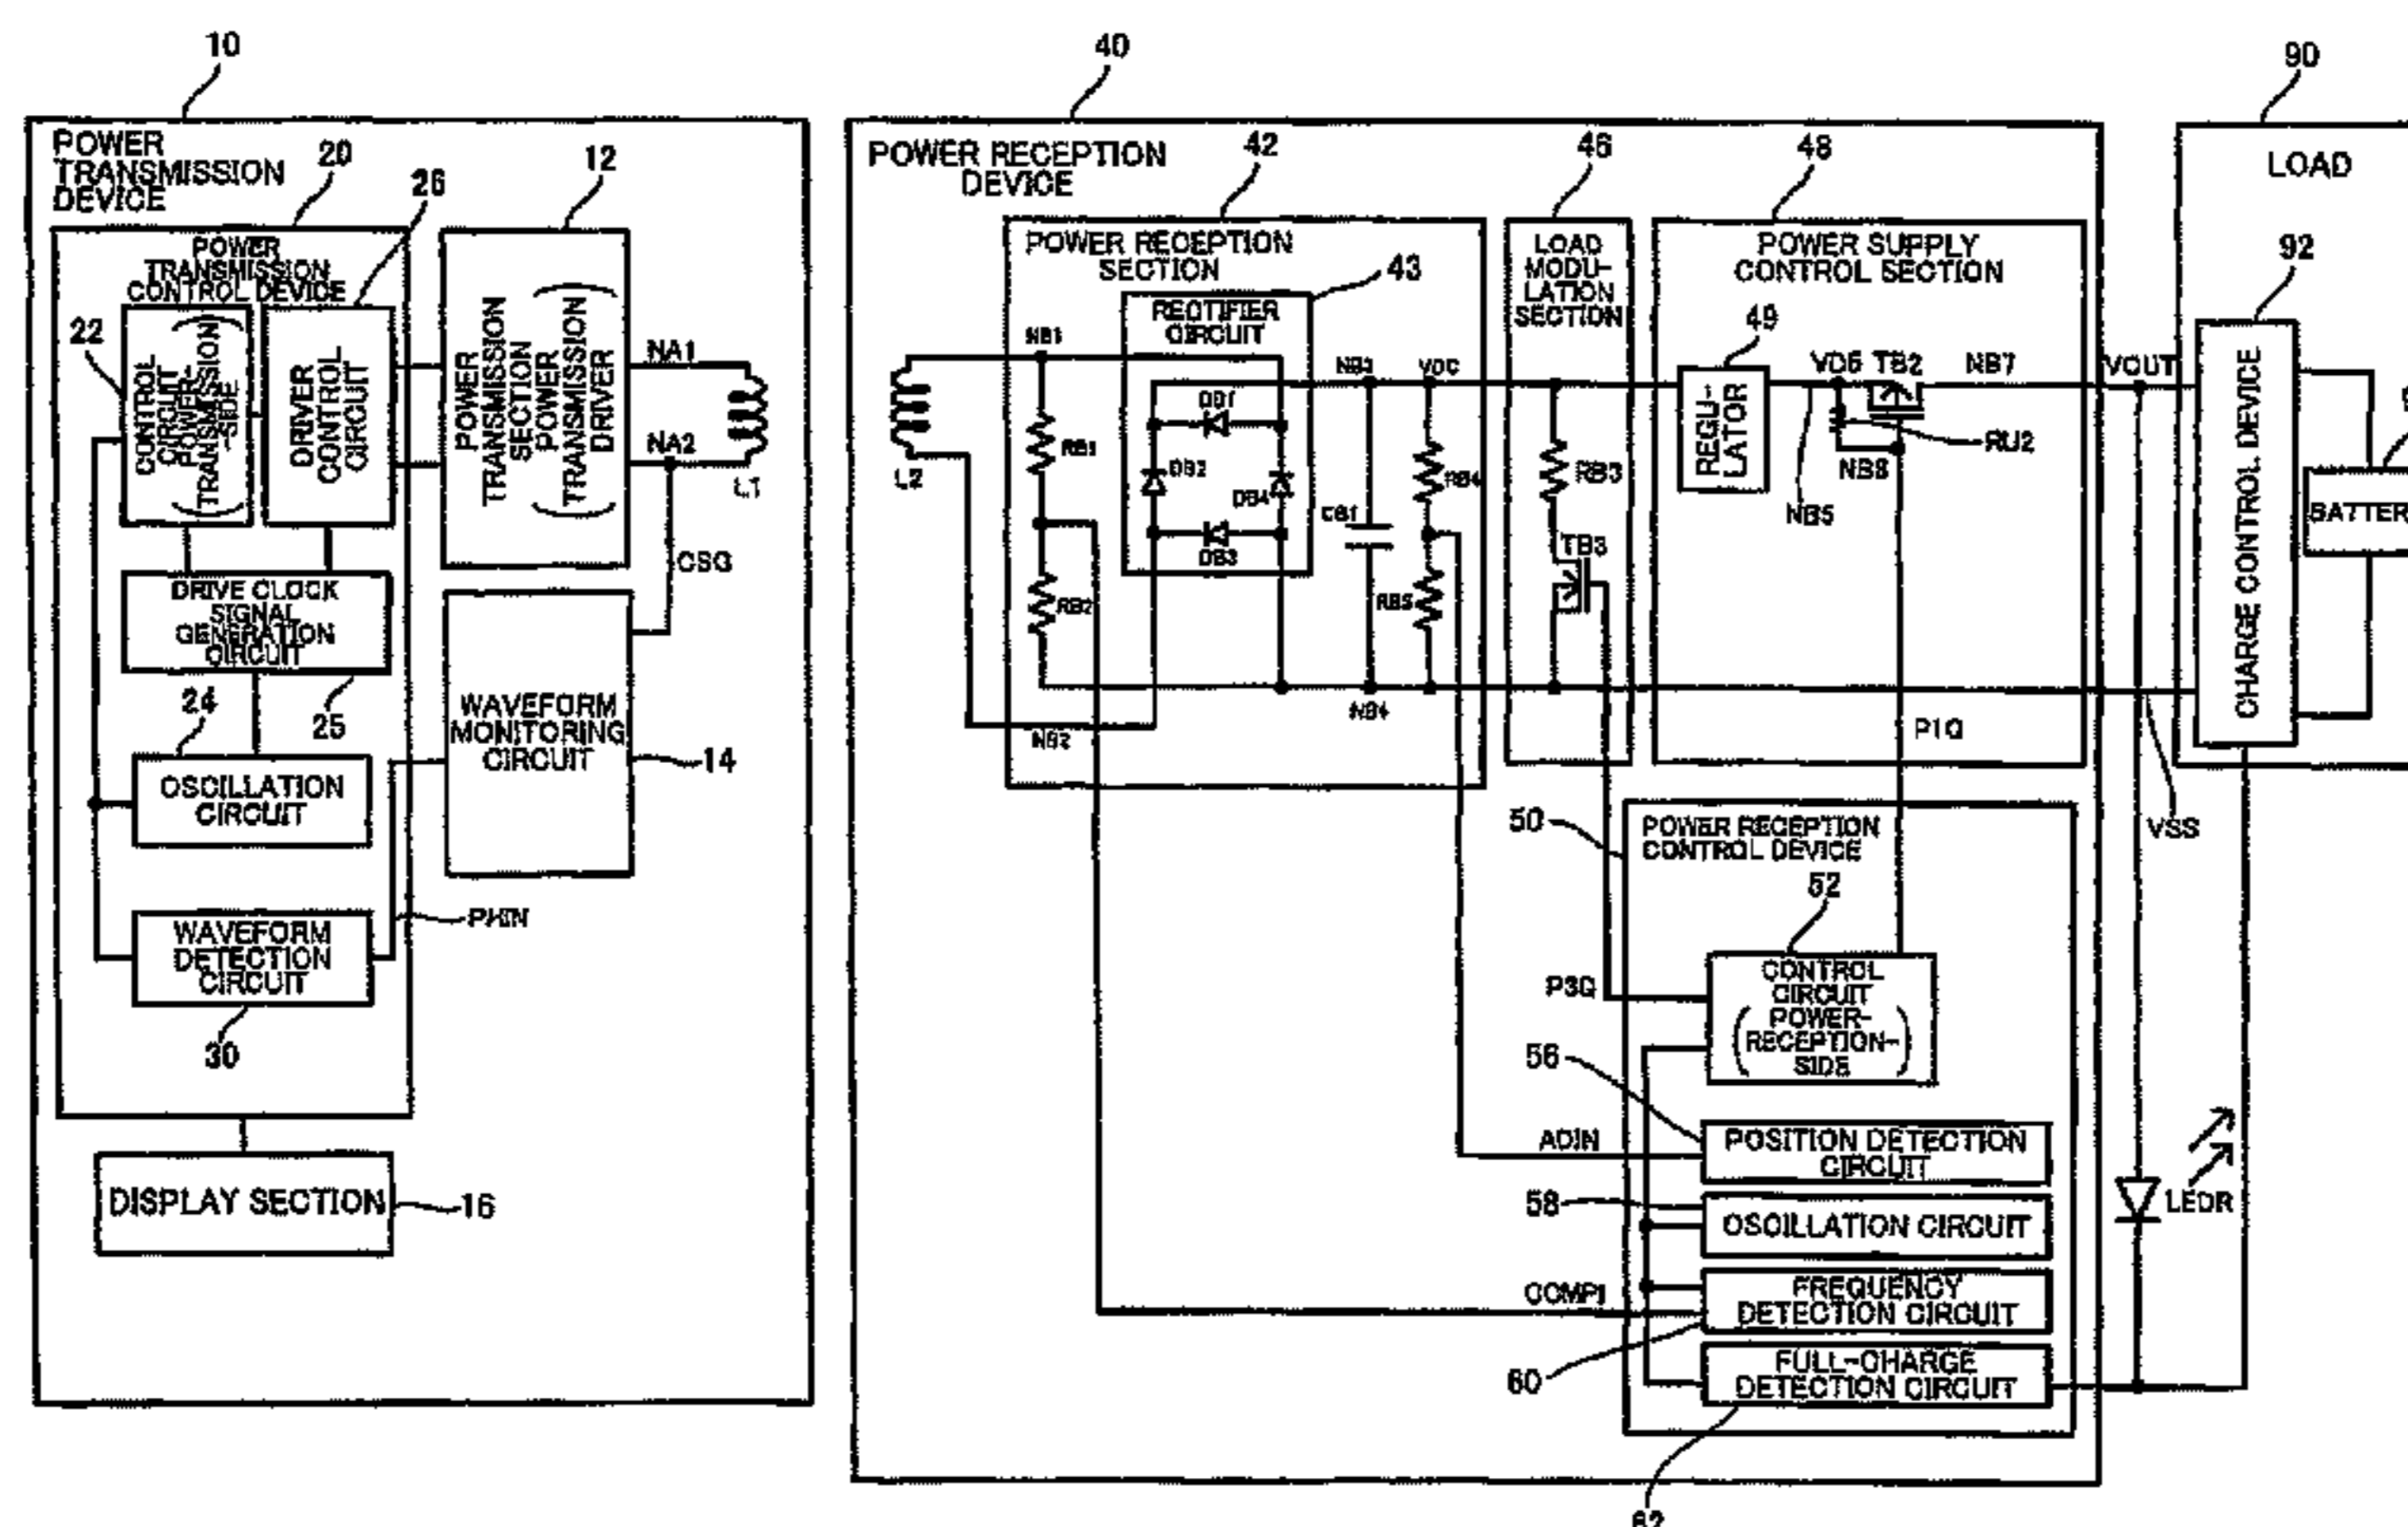 10
POWER
TRANSMISSION
DEVICE
20
26
12
POWER
TRANSMISSION
CONTROL DEVICE
22
CONTROL
CIRCUIT
(POWER-
TRANSMISSION
-SIDE)
DRIVER
CONTROL
CIRCUIT
POWER
TRANSMISSION
SECTION
(POWER
TRANSMISSION
DRIVER)
NA1
NA2
L1
CSG
DRIVE CLOCK
SIGNAL
GENERATION
CIRCUIT
24
25
OSCILLATION
CIRCUIT
WAVEFORM
MONITORING
CIRCUIT
14
PHIN
WAVEFORM
DETECTION
CIRCUIT
30
DISPLAY SECTION
16
40
POWER RECEPTION
DEVICE
42
POWER RECEPTION
SECTION
43
RECTIFIER
CIRCUIT
L2
NB1
RB1
RB2
NB2
DB1
DB2
DB3
DB4
NB3
VDC
CB1
RB4
RB5
NB4
46
LOAD
MODU-
LATION
SECTION
RB3
TB3
48
POWER SUPPLY
CONTROL SECTION
49
REGU-
LATOR
VD5
TB2
NB7
RU2
NB8
NB5
P1Q
50
POWER RECEPTION
CONTROL DEVICE
52
P3Q
CONTROL
CIRCUIT
(POWER-
RECEPTION-
SIDE)
56
ADIN
POSITION DETECTION
CIRCUIT
58
OSCILLATION CIRCUIT
COMPI
FREQUENCY
DETECTION CIRCUIT
60
FULL-CHARGE
DETECTION CIRCUIT
62
90
LOAD
92
VOUT
CHARGE CONTROL DEVICE
BATTER
VSS
LEDR